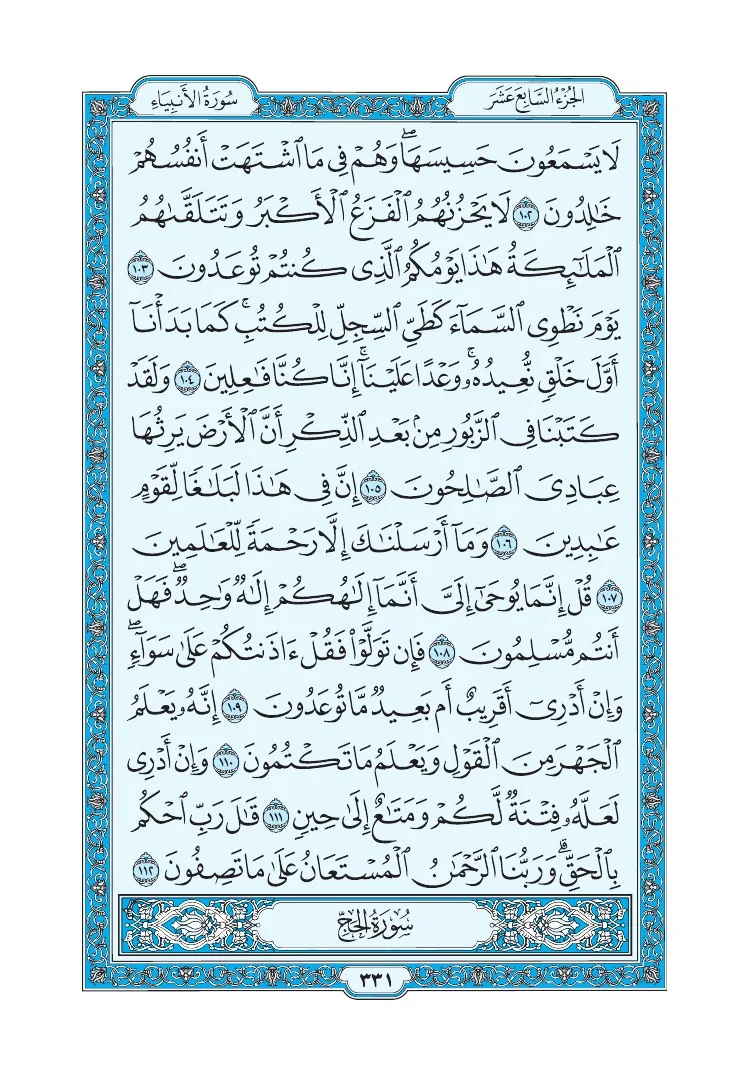 الجزء السابع عشر
سورة الأنبياء
لَا يَسْمَعُونَ حَسِيسَهَاۖ وَهُمْ فِي مَا ٱشْتَهَتْ أَنفُسُهُمْ
خَٰلِدُونَ ١٠٢ لَا يَحْزُنُهُمُ ٱلْفَزَعُ ٱلْأَكْبَرُ وَتَتَلَقَّىٰهُمُ
ٱلْمَلَٰٓئِكَةُ هَٰذَا يَوْمُكُمُ ٱلَّذِي كُنتُمْ تُوعَدُونَ ١٠٣
يَوْمَ نَطْوِي ٱلسَّمَآءَ كَطَيِّ ٱلسِّجِلِّ لِلْكُتُبِۚ كَمَا بَدَأْنَآ
أَوَّلَ خَلْقٍ نُّعِيدُهُۥۚ وَعْدًا عَلَيْنَآۚ إِنَّا كُنَّا فَٰعِلِينَ ١٠٤ وَلَقَدْ
كَتَبْنَا فِي ٱلزَّبُورِ مِنۢ بَعْدِ ٱلذِّكْرِ أَنَّ ٱلْأَرْضَ يَرِثُهَا
عِبَادِيَ ٱلصَّٰلِحُونَ ١٠٥ إِنَّ فِي هَٰذَا لَبَلَٰغًا لِّقَوْمٍ
عَٰبِدِينَ ١٠٦ وَمَآ أَرْسَلْنَٰكَ إِلَّا رَحْمَةً لِّلْعَٰلَمِينَ
١٠٧ قُلْ إِنَّمَا يُوحَىٰٓ إِلَيَّ أَنَّمَآ إِلَٰهُكُمْ إِلَٰهٌ وَٰحِدٌۖ فَهَلْ
أَنتُم مُّسْلِمُونَ ١٠٨ فَإِن تَوَلَّوْا۟ فَقُلْ ءَاذَنتُكُمْ عَلَىٰ سَوَآءٍۖ
وَإِنْ أَدْرِيٓ أَقَرِيبٌ أَم بَعِيدٌ مَّا تُوعَدُونَ ١٠٩ إِنَّهُۥ يَعْلَمُ
ٱلْجَهْرَ مِنَ ٱلْقَوْلِ وَيَعْلَمُ مَا تَكْتُمُونَ ١١٠ وَإِنْ أَدْرِي
لَعَلَّهُۥ فِتْنَةٌ لَّكُمْ وَمَتَٰعٌ إِلَىٰ حِينٍ ١١١ قَٰلَ رَبِّ ٱحْكُم
بِٱلْحَقِّۗ وَرَبُّنَا ٱلرَّحْمَٰنُ ٱلْمُسْتَعَانُ عَلَىٰ مَا تَصِفُونَ ١١٢
سورة الحج
٣٣١